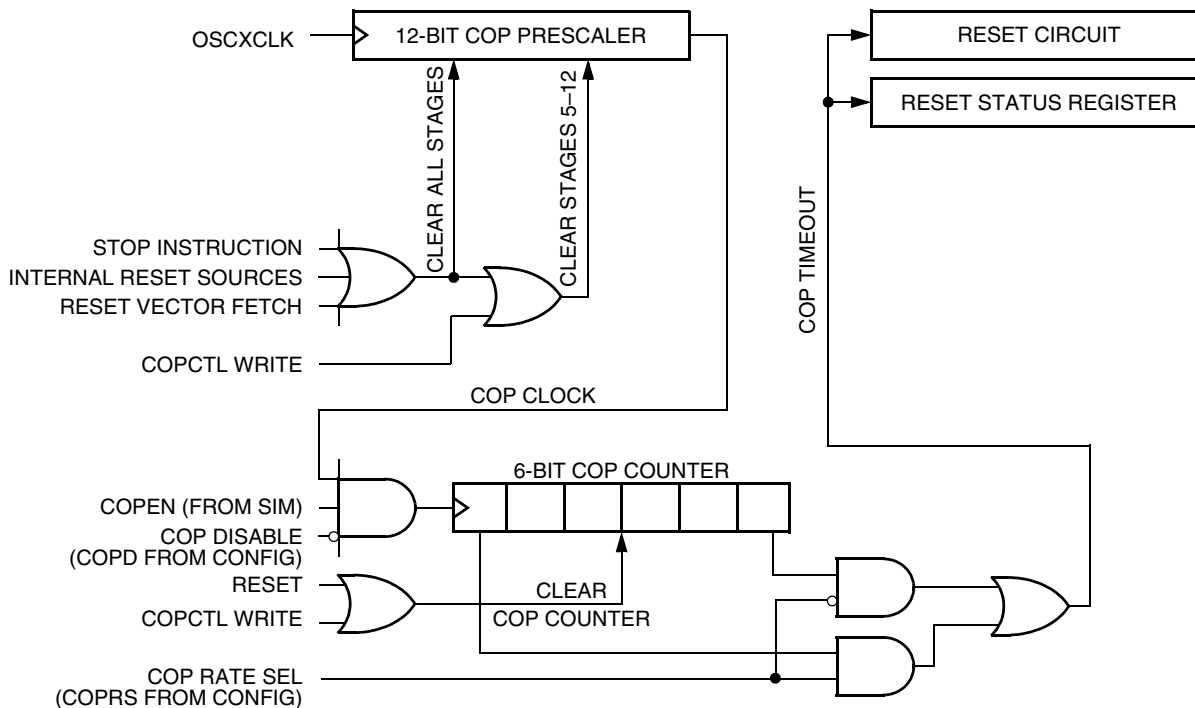 OSCXCLK
12-BIT COP PRESCALER
RESET CIRCUIT
RESET STATUS REGISTER
CLEAR ALL STAGES
CLEAR STAGES 5–12
COP TIMEOUT
STOP INSTRUCTION
INTERNAL RESET SOURCES
RESET VECTOR FETCH
COPCTL WRITE
COP CLOCK
6-BIT COP COUNTER
COPEN (FROM SIM)
COP DISABLE
(COPD FROM CONFIG)
RESET
COPCTL WRITE
CLEAR
COP COUNTER
COP RATE SEL
(COPRS FROM CONFIG)